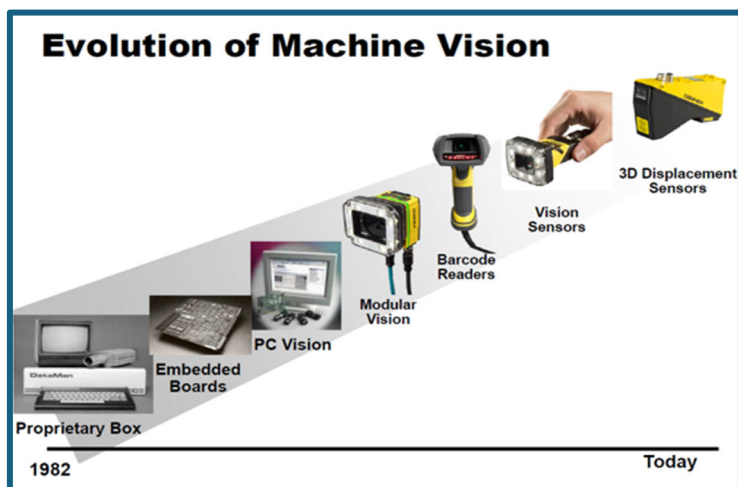 Evolution of Machine Vision
COGNEX
3D Displacement
Sensors
Vision
Sensors
Barcode
Readers
Modular
Vision
PC Vision
Embedded
Boards
DataMan
Proprietary Box
1982
Today